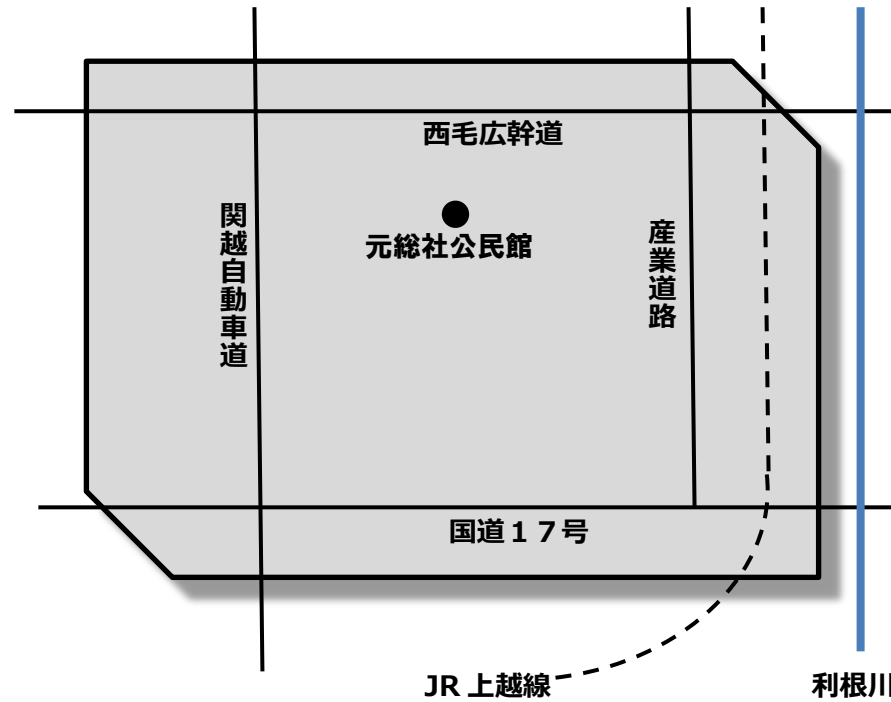 西毛広幹道
関越自動車道
元総社公民館
産業道路
国道１７号
JR 上越線
利根川